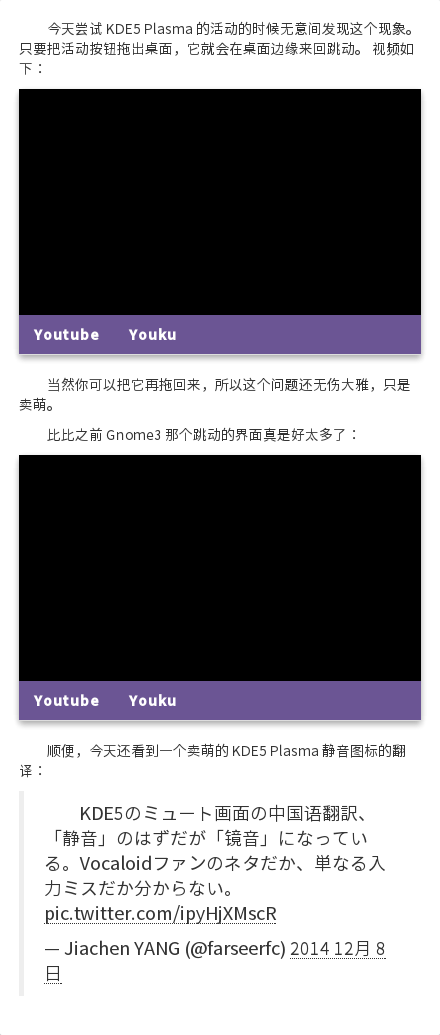 今天尝试 KDE5 Plasma 的活动的时候无意间发现这个现象。
只要把活动按钮拖出桌面，它就会在桌面边缘来回跳动。 视频如
下：
Youtube Youku
当然你可以把它再拖回来，所以这个问题还无伤大雅，只是
卖萌。
比比之前 Gnome3 那个跳动的界面真是好太多了：
Youtube Youku
顺便，今天还看到一个卖萌的 KDE5 Plasma 静音图标的翻
译：
KDE5のミュート画面の中国语翻訳、
「静音」のはずだが「镜音」になってい
る。Vocaloidファンのネタだか、単なる入
力ミスだか分からない。
pic.twitter.com/ipyHjXMscR
— Jiachen YANG (@farseerfc) 2014 12月 8
日